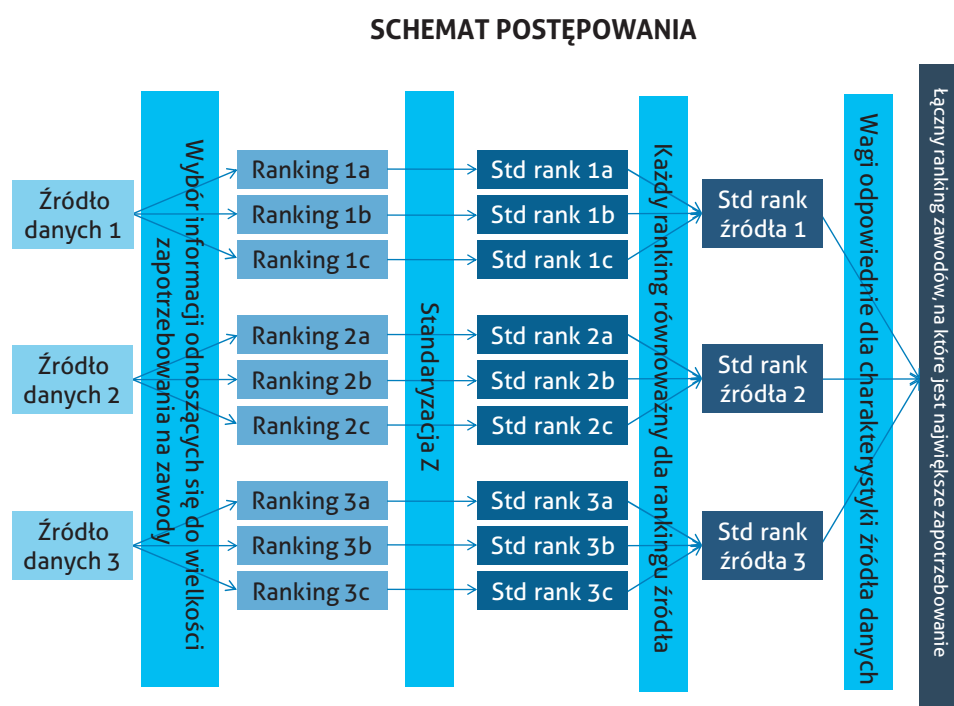 SCHEMAT POSTĘPOWANIA
Źródło
danych 1
Źródło
danych 2
Źródło
danych 3
Wybór informacji odnoszących się do wielkości
zapotrzebowania na zawody
Ranking 1a
Ranking 1b
Ranking 1c
Ranking 2a
Ranking 2b
Ranking 2c
Ranking 3a
Ranking 3b
Ranking 3c
Standaryzacja Z
Std rank 1a
Std rank 1b
Std rank 1c
Std rank 2a
Std rank 2b
Std rank 2c
Std rank 3a
Std rank 3b
Std rank 3c
Każdy ranking równoważny dla rankingu źródła
Std rank
źródła 1
Std rank
źródła 2
Std rank
źródła 3
Wagi odpowiednie dla charakterystyki źródła danych
Łączny ranking zawodów, na które jest największe zapotrzebowanie